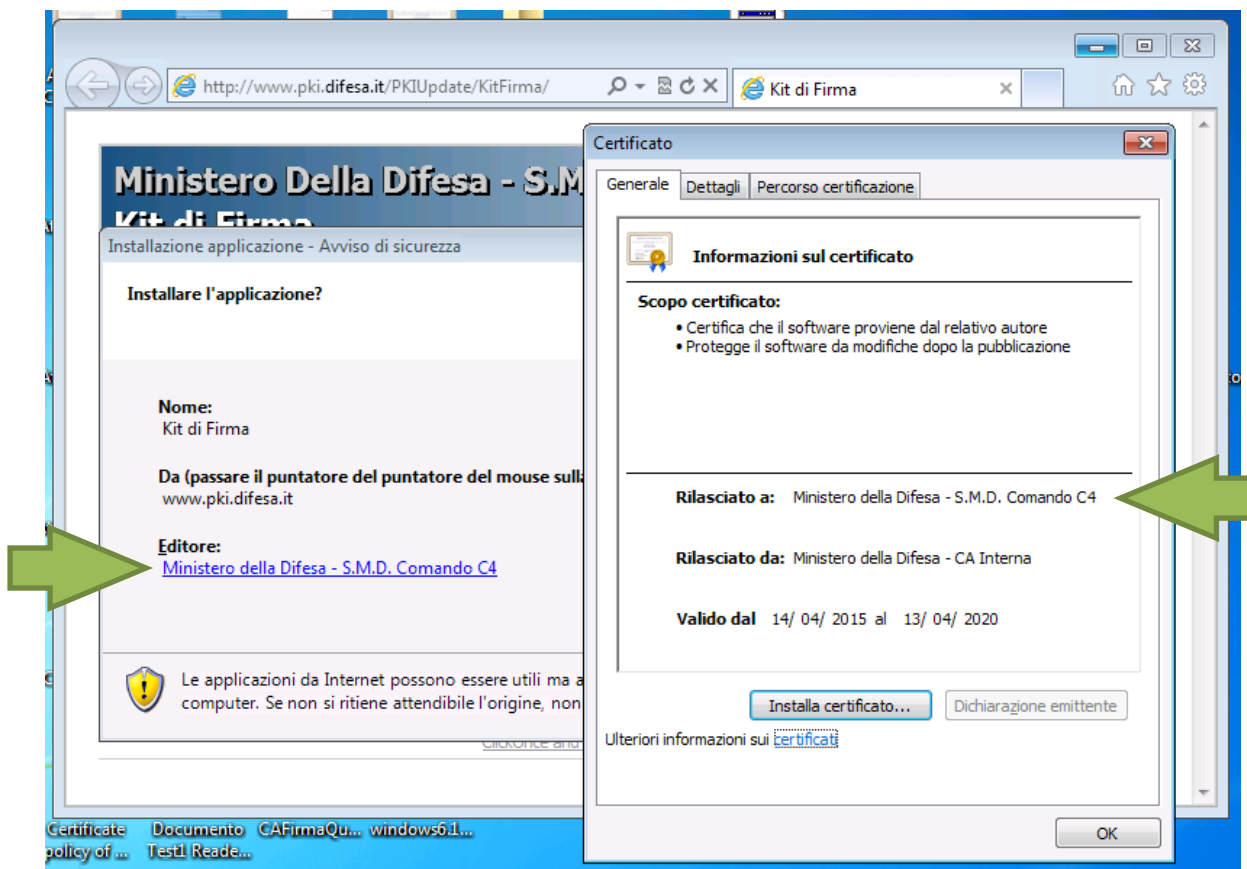 http://www.pki.difesa.it/PKIUpdate/KitFirma/
Kit di Firma
Ministero Della Difesa - S.M
Kit di Firma
Installazione applicazione - Avviso di sicurezza
Installare l'applicazione?
Nome:
Kit di Firma
Da (passare il puntatore del puntatore del mouse sulla
www.pki.difesa.it
Editore:
Ministero della Difesa - S.M.D. Comando C4
Le applicazioni da Internet possono essere utili ma a
computer. Se non si ritiene attendibile l'origine, non
ClickOnce and
Certificato
Generale Dettagli Percorso certificazione
Informazioni sul certificato
Scopo certificato:
• Certifica che il software proviene dal relativo autore
• Protegge il software da modifiche dopo la pubblicazione
Rilasciato a: Ministero della Difesa - S.M.D. Comando C4
Rilasciato da: Ministero della Difesa - CA Interna
Valido dal 14/ 04/ 2015 al 13/ 04/ 2020
Installa certificato... Dichiarazione emittente
Ulteriori informazioni sui certificati
OK
Certificate Documento CAFirmaQu... windows6.1...
policy of ... Test1 Reade...